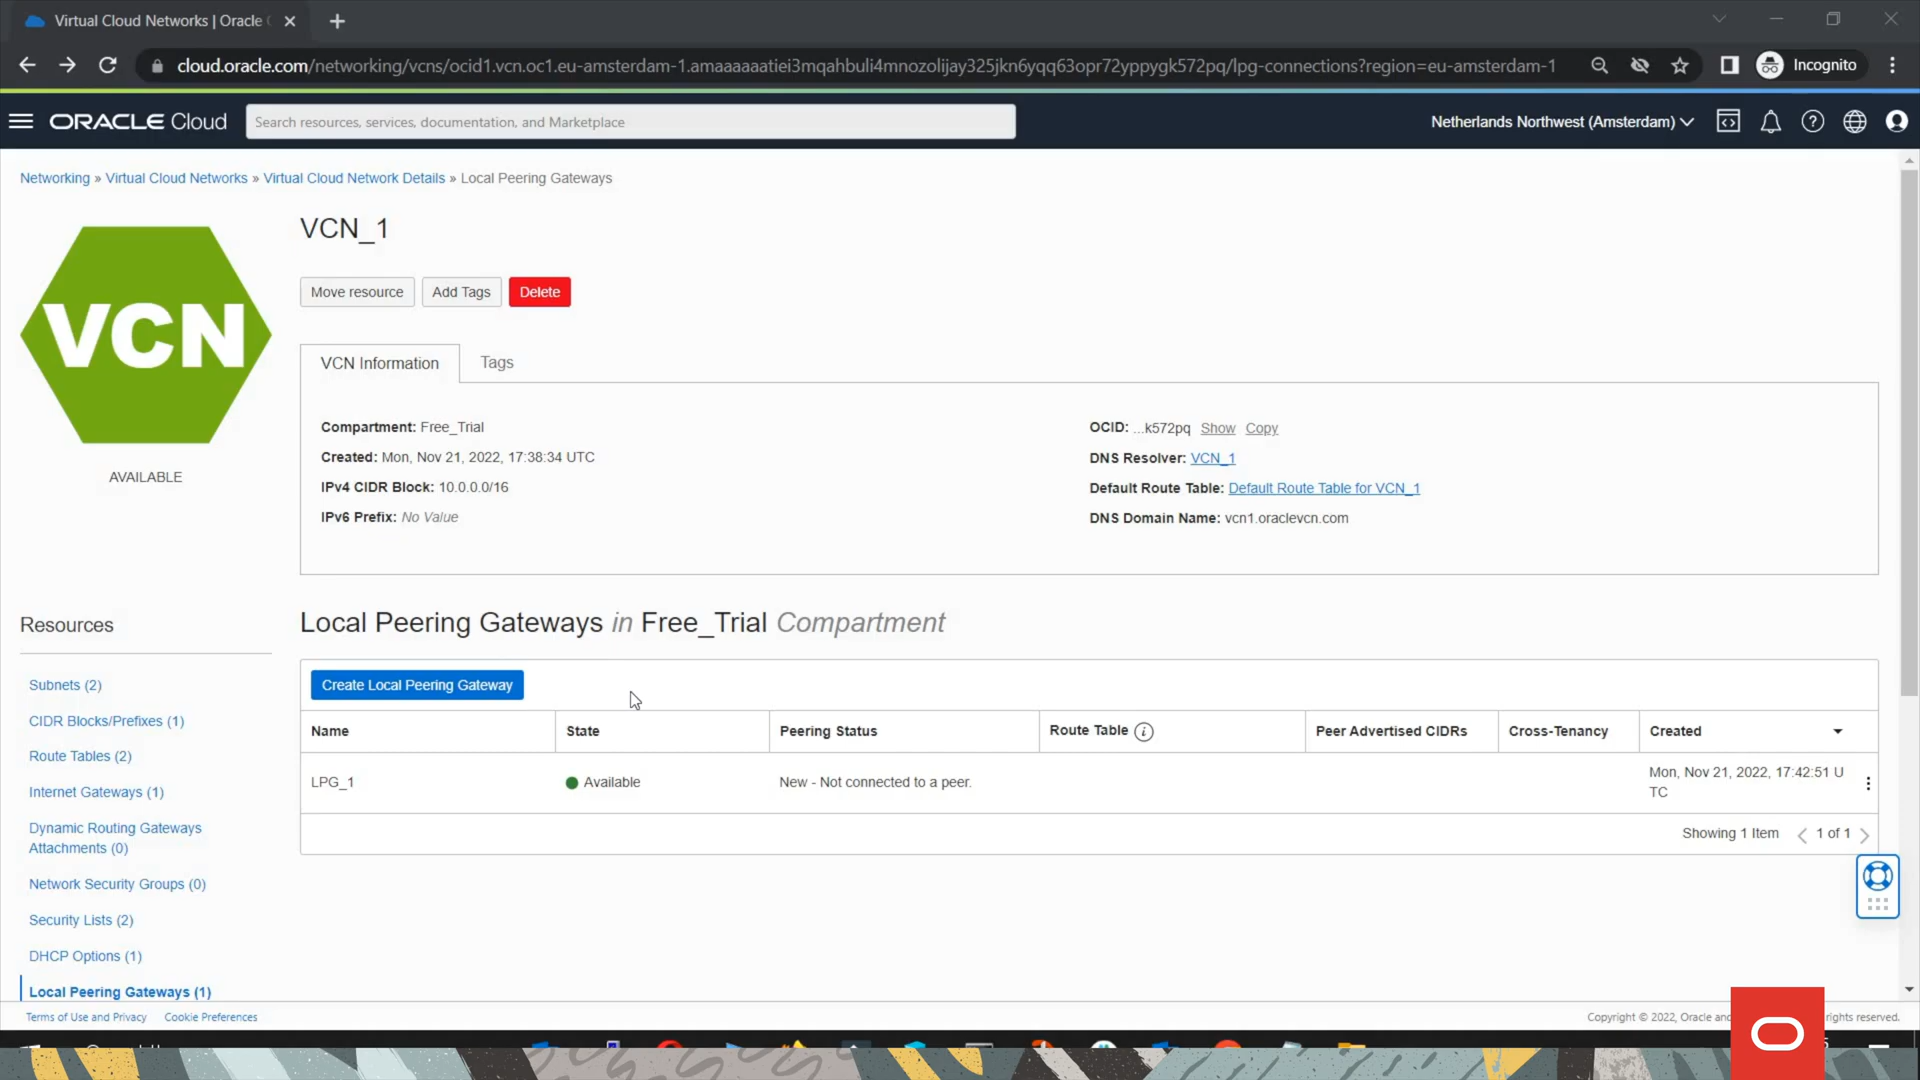 Virtual Cloud Networks | Oracle
cloud.oracle.com/networking/vcns/ocid1.vcn.oc1.eu-amsterdam-1.amaaaaaatiei3mqahbuli4mnozolijay325jkn6yqq63opr72yppygk572pq/lpg-connections?region=eu-amsterdam-1
Incognito
ORACLE Cloud
Search resources, services, documentation, and Marketplace
Netherlands Northwest (Amsterdam)
Networking » Virtual Cloud Networks » Virtual Cloud Network Details » Local Peering Gateways
VCN
AVAILABLE
VCN_1
Move resource
Add Tags
Delete
VCN Information
Tags
Compartment: Free_Trial
Created: Mon, Nov 21, 2022, 17:38:34 UTC
IPv4 CIDR Block: 10.0.0.0/16
IPv6 Prefix: No Value
OCID: ...k572pq Show Copy
DNS Resolver: VCN_1
Default Route Table: Default Route Table for VCN_1
DNS Domain Name: vcn1.oraclevcn.com
Resources
Subnets (2)
CIDR Blocks/Prefixes (1)
Route Tables (2)
Internet Gateways (1)
Dynamic Routing Gateways
Attachments (0)
Network Security Groups (0)
Security Lists (2)
DHCP Options (1)
Local Peering Gateways (1)
Local Peering Gateways in Free_Trial Compartment
Create Local Peering Gateway
Name State Peering Status Route Table Peer Advertised CIDRs Cross-Tenancy Created
LPG_1 Available New - Not connected to a peer. Mon, Nov 21, 2022, 17:42:51 U
TC
Showing 1 Item 1 of 1
Terms of Use and Privacy Cookie Preferences
Copyright © 2022, Oracle and rights reserved.